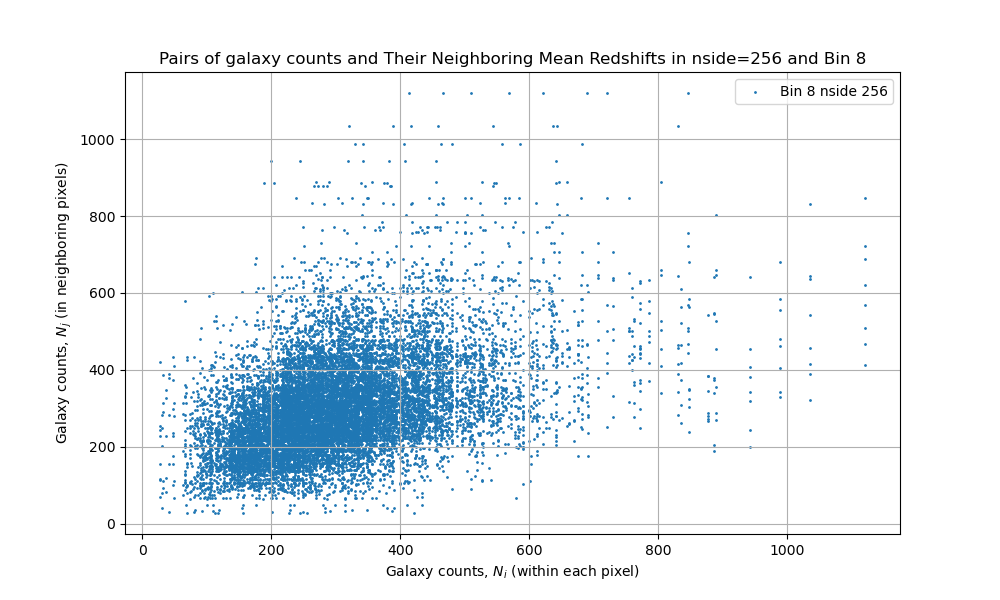 Pairs of galaxy counts and Their Neighboring Mean Redshifts in nside=256 and Bin 8
Bin 8 nside 256
Galaxy counts, Nj (in neighboring pixels)
1000
800
600
400
200
0
0 200 400 600 800 1000
Galaxy counts, Ni (within each pixel)